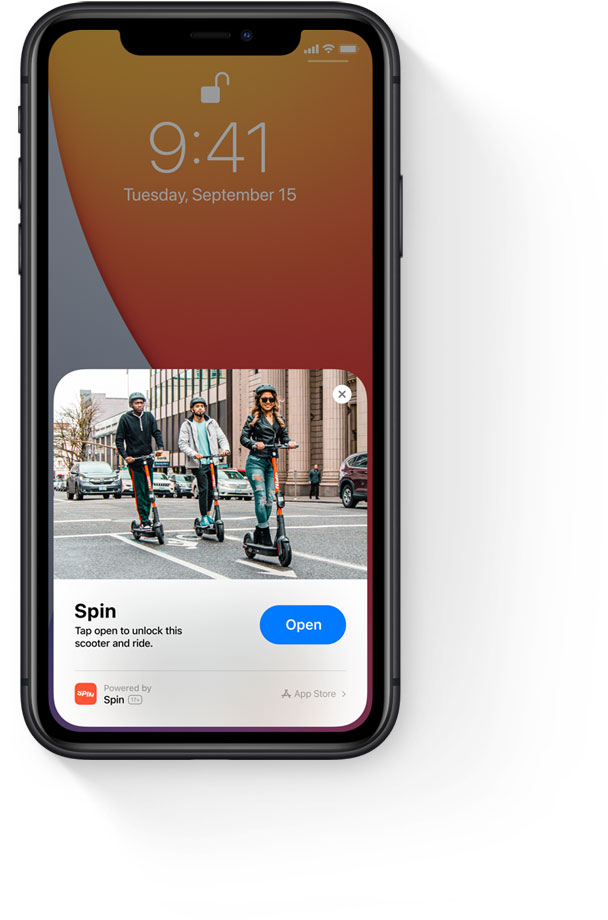 9:41
Tuesday, September 15
Spin
Tap open to unlock this
scooter and ride.
Open
Powered by
SPIN
Spin 17+
App Store